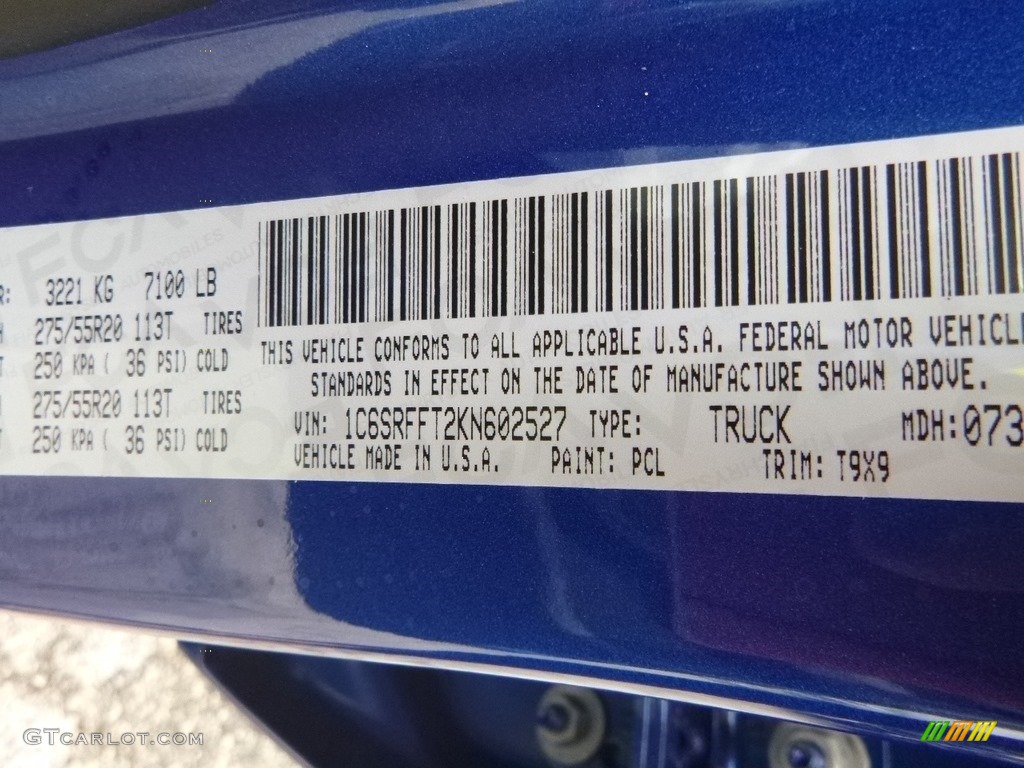 R: 3221 KG 7100 LB
275/55R20 113T TIRES
250 KPA ( 36 PSI) COLD
275/55R20 113T TIRES
250 KPA ( 36 PSI) COLD
THIS VEHICLE CONFORMS TO ALL APPLICABLE U.S.A. FEDERAL MOTOR VEHICLE
STANDARDS IN EFFECT ON THE DATE OF MANUFACTURE SHOWN ABOVE.
VIN: 1C6SRFFT2KN602527 TYPE: TRUCK MDH: 073
VEHICLE MADE IN U.S.A. PAINT: PCL TRIM: T9X9
GTCARLOT.COM